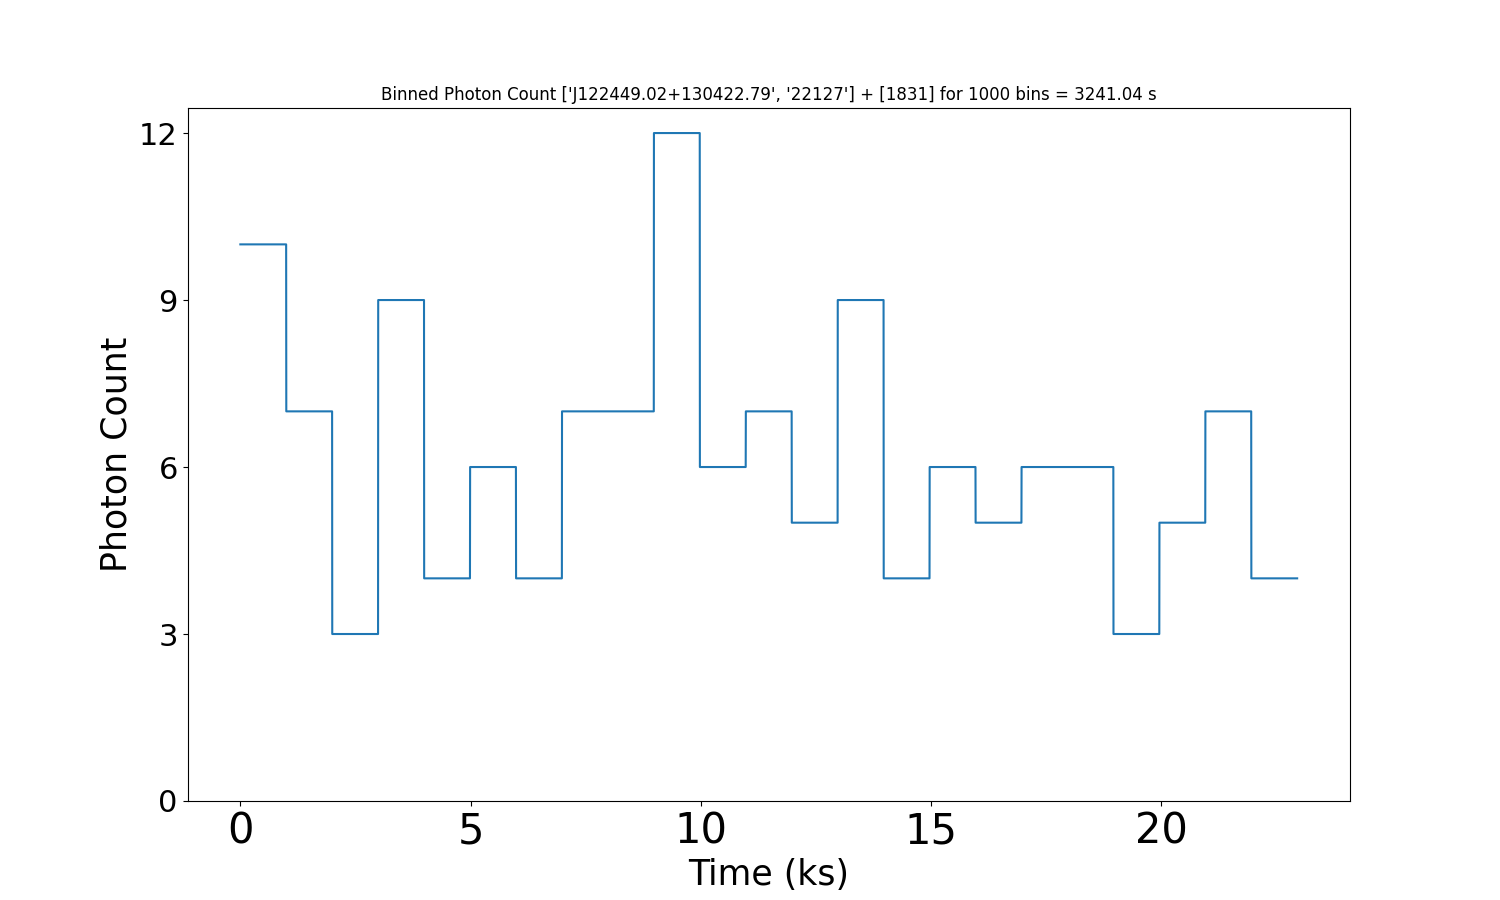 Binned Photon Count ['J122449.02+130422.79', '22127'] + [1831] for 1000 bins = 3241.04 s
12
9
6
3
0
Photon Count
0 5 10 15 20
Time (ks)